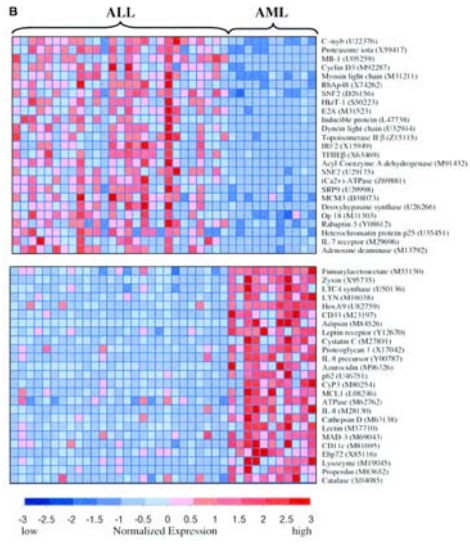 B
ALL
AML
C-myb (U22376)
Proteasome iota (X59417)
MB-1 (U05259)
Cyclin D3 (M92287)
Myosin light chain (M31211)
RbAp48 (X74262)
SNF2 (D26156)
HkrT-1 (S50223)
E2A (M31523)
Inducible protein (L47738)
Dynein light chain (U32944)
Topoisomerase II β (Z15115)
IRF2 (X15949)
TFIIEβ (X63469)
Acyl-Coenzyme A dehydrogenase (M91432)
SNF2 (U29175)
(Ca2+)-ATPase (Z69881)
SRP9 (U20998)
MCM3 (D38073)
Deoxyhypusine synthase (U26266)
Op 18 (M31303)
Rabaptin-5 (Y08612)
Heterochromatin protein p25 (U35451)
IL-7 receptor (M29696)
Adenosine deaminase (M13792)
Fumarylacetoacetate (M55150)
Zyxin (X95735)
LTC4 synthase (U50136)
LYN (M16038)
HoxA9 (U82759)
CD33 (M23197)
Adipsin (M84526)
Leptin receptor (Y12670)
Cystatin C (M27891)
Proteoglycan 1 (X17042)
IL-8 precursor (Y00787)
Azurocidin (M96326)
p62 (U46751)
CyP3 (M80254)
MCL1 (L08246)
ATPase (M62762)
IL-8 (M28130)
Cathepsin D (M63138)
Lectin (M57710)
MAD-3 (M69043)
CD11c (M81695)
Ebp72 (X85116)
Lysozyme (M19045)
Properdin (M83652)
Catalase (X04085)
-3 -2.5 -2 -1.5 -1 -0.5 0 0.5 1 1.5 2 2.5 3
low Normalized Expression high